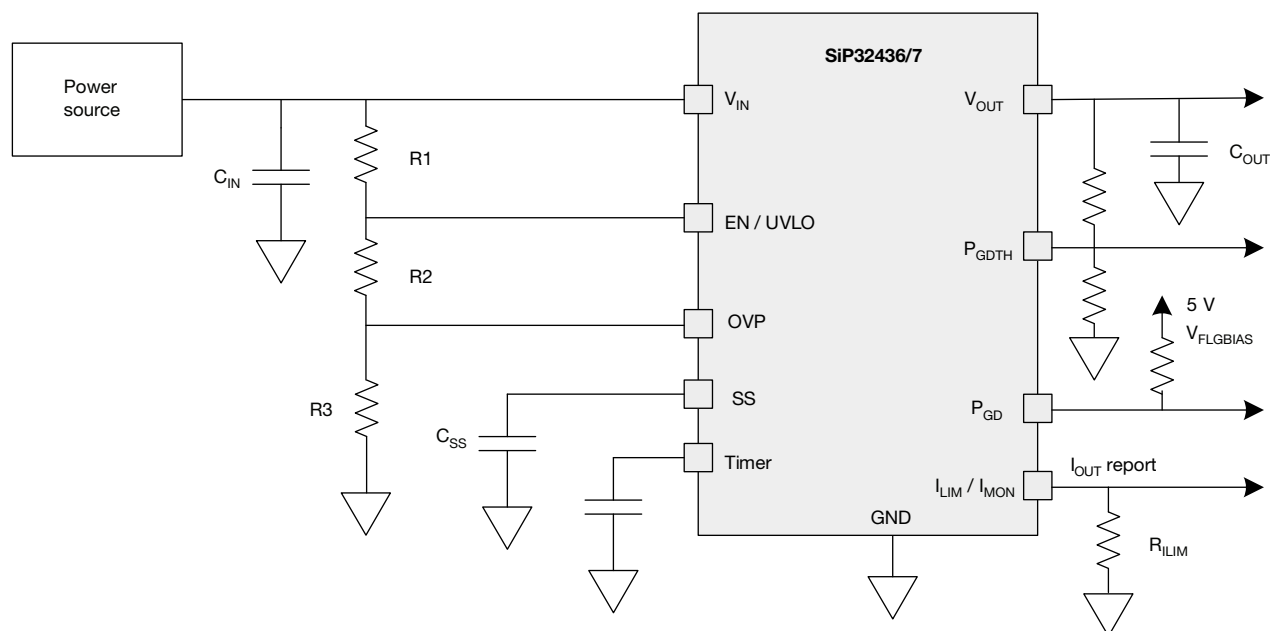 SiP32436/7
Power
source
V_IN
V_OUT
R1
C_IN
C_OUT
EN / UVLO
P_GDTH
R2
OVP
5 V
V_FLGBIAS
SS
R3
P_GD
C_SS
Timer
I_OUT report
I_LIM / I_MON
GND
R_ILIM